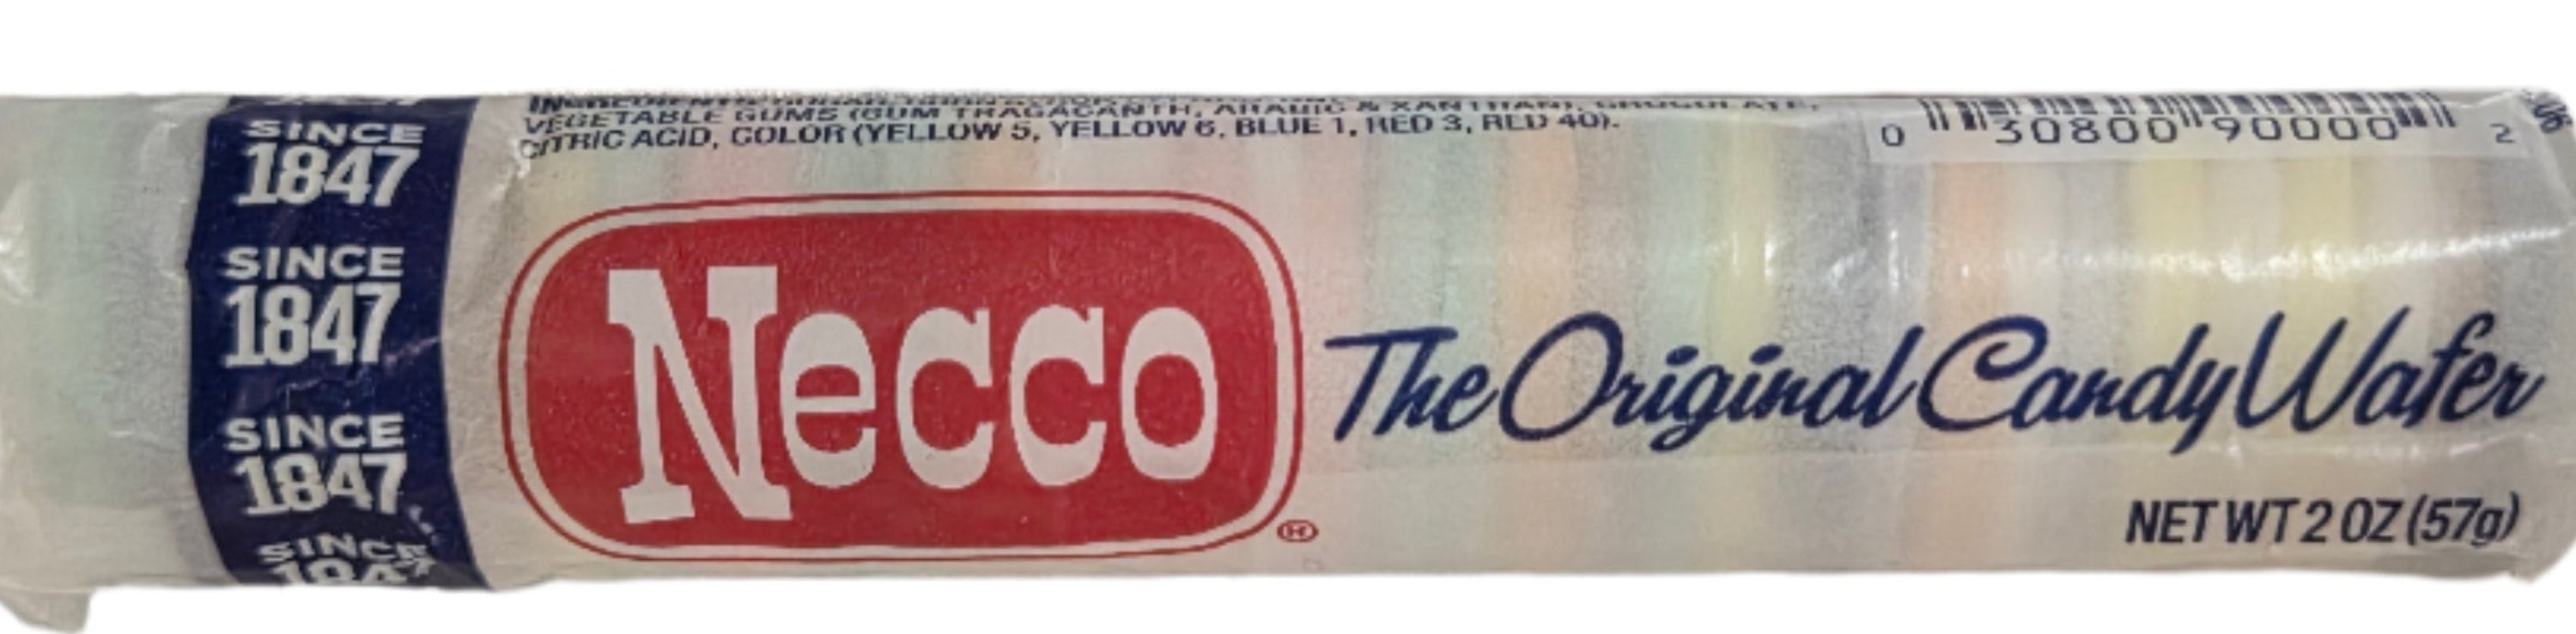 SINCE
1847
SINCE
1847
SINCE
1847
SINCE
1847
VEGETABLE GUMS (GUM TRAGACANTH, ARABIC & XANTHAN),
CITRIC ACID, COLOR (YELLOW 5, YELLOW 6, BLUE 1, RED 3, RED 40).
0 30800 90000 2
Necco
®
The Original Candy Wafer
NET WT 2 OZ (57g)